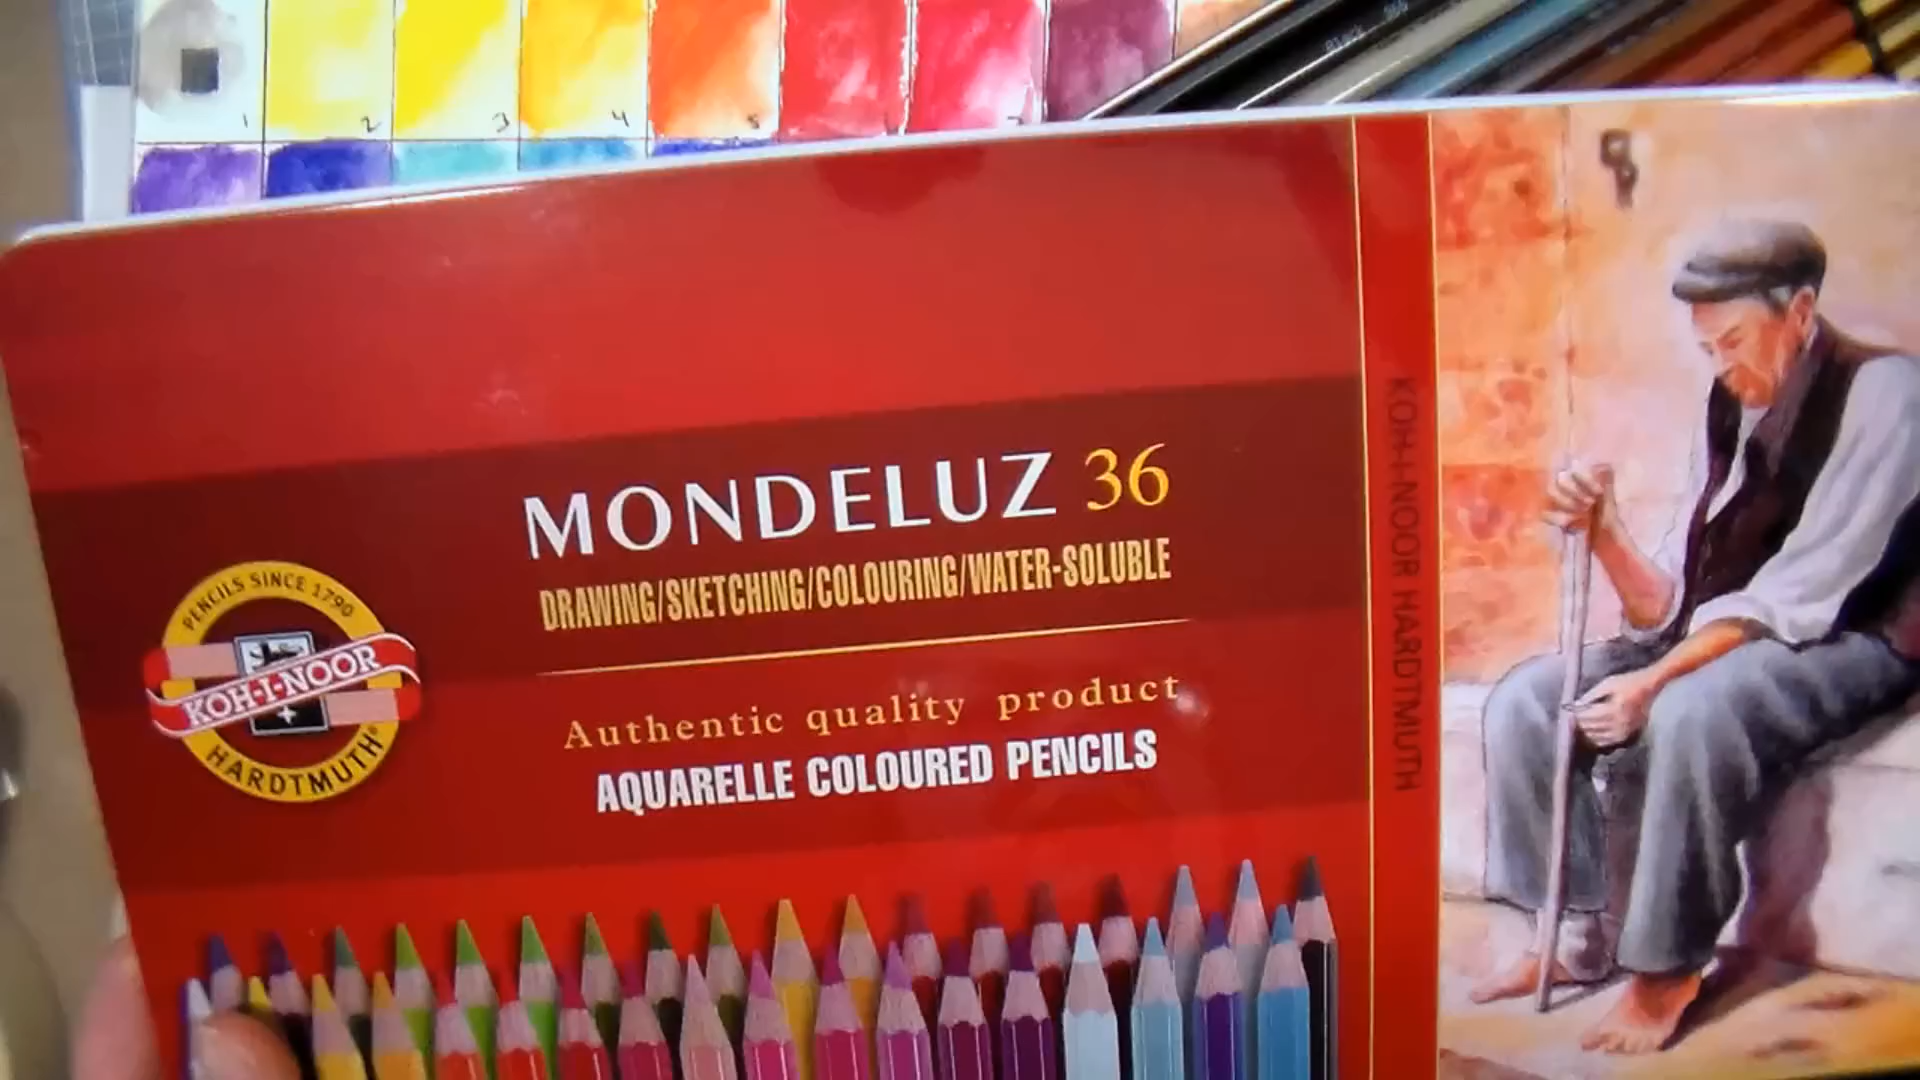 1 2 3 4 5
Black
MONDELUZ 36
DRAWING/SKETCHING/COLOURING/WATER-SOLUBLE
PENCILS SINCE 1790
KOH-I-NOOR
HARDTMUTH®
Authentic quality product
AQUARELLE COLOURED PENCILS
KOH-I-NOOR HARDTMUTH